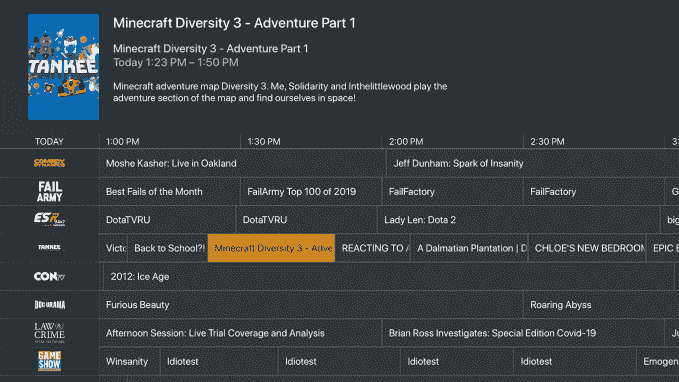 Minecraft Diversity 3 - Adventure Part 1
TANKEE
Minecraft Diversity 3 - Adventure Part 1
Today 1:23 PM – 1:50 PM
Minecraft adventure map Diversity 3. Me, Solidarity and Inthelittlewood play the
adventure section of the map and find ourselves in space!
TODAY 1:00 PM 1:30 PM 2:00 PM 2:30 PM
COMEDY DYNAMICS Moshe Kasher: Live in Oakland Jeff Dunham: Spark of Insanity
FAIL ARMY Best Fails of the Month FailArmy Top 100 of 2019 FailFactory FailFactory G
ESR DotaTVRU DotaTVRU Lady Len: Dota 2 big
TANKEE Victo Back to School?! Minecraft Diversity 3 - Adve REACTING TO A A Dalmatian Plantation | D CHLOE'S NEW BEDROOM EPIC
CONtv 2012: Ice Age
DOCURAMA Furious Beauty Roaring Abyss
LAW & CRIME Afternoon Session: Live Trial Coverage and Analysis Brian Ross Investigates: Special Edition Covid-19 Ju
GAME SHOW Winsanity Idiotest Idiotest Idiotest Idiotest Emogen